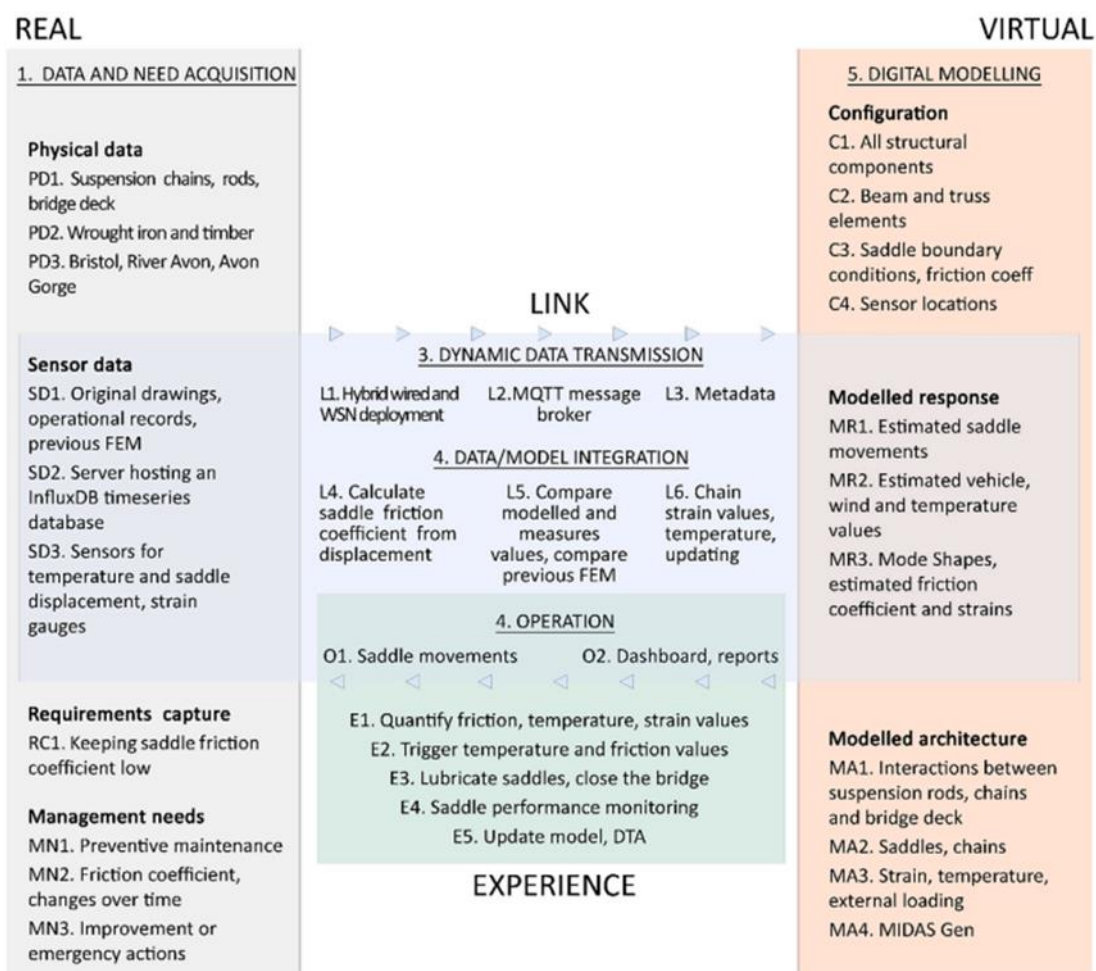 REAL
VIRTUAL
1. DATA AND NEED ACQUISITION
Physical data
PD1. Suspension chains, rods,
bridge deck
PD2. Wrought iron and timber
PD3. Bristol, River Avon, Avon
Gorge
Sensor data
SD1. Original drawings,
operational records,
previous FEM
SD2. Server hosting an
InfluxDB timeseries
database
SD3. Sensors for
temperature and saddle
displacement, strain
gauges
Requirements capture
RC1. Keeping saddle friction
coefficient low
Management needs
MN1. Preventive maintenance
MN2. Friction coefficient,
changes over time
MN3. Improvement or
emergency actions
LINK
3. DYNAMIC DATA TRANSMISSION
L1. Hybrid wired and
WSN deployment
L2.MQTT message
broker
L3. Metadata
4. DATA/MODEL INTEGRATION
L4. Calculate
saddle friction
coefficient from
displacement
L5. Compare
modelled and
measures
values, compare
previous FEM
L6. Chain
strain values,
temperature,
updating
4. OPERATION
O1. Saddle movements
O2. Dashboard, reports
E1. Quantify friction, temperature, strain values
E2. Trigger temperature and friction values
E3. Lubricate saddles, close the bridge
E4. Saddle performance monitoring
E5. Update model, DTA
EXPERIENCE
5. DIGITAL MODELLING
Configuration
C1. All structural
components
C2. Beam and truss
elements
C3. Saddle boundary
conditions, friction coeff
C4. Sensor locations
Modelled response
MR1. Estimated saddle
movements
MR2. Estimated vehicle,
wind and temperature
values
MR3. Mode Shapes,
estimated friction
coefficient and strains
Modelled architecture
MA1. Interactions between
suspension rods, chains
and bridge deck
MA2. Saddles, chains
MA3. Strain, temperature,
external loading
MA4. MIDAS Gen